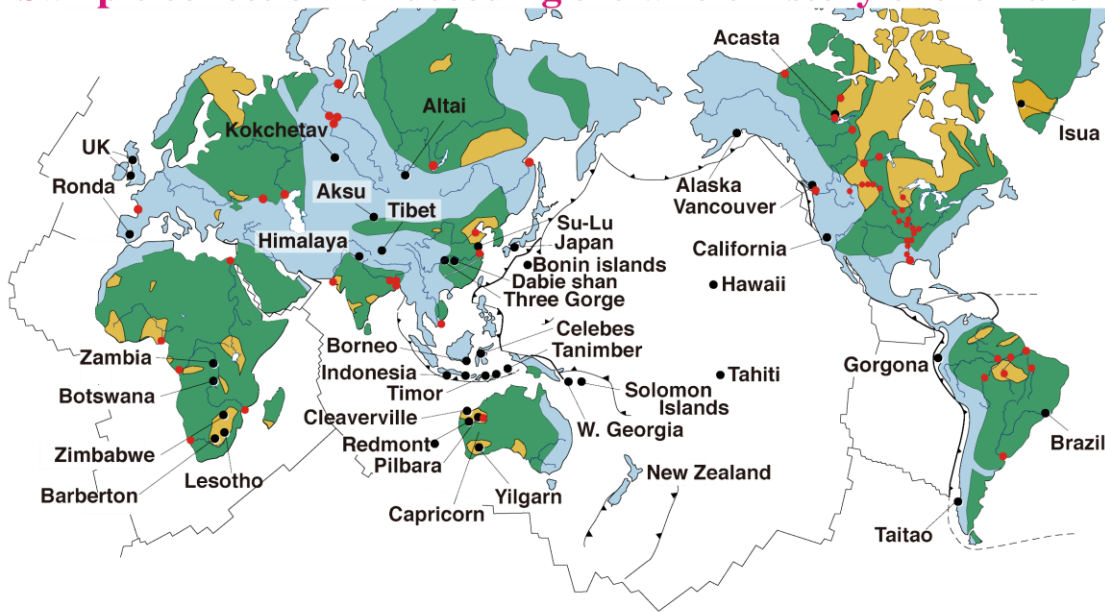 Acasta
Isua
Altai
Kokchetav
UK
Ronda
Aksu
Tibet
Himalaya
Alaska
Vancouver
California
Su-Lu
Japan
Bonin islands
Dabie shan
Three Gorge
Hawaii
Celebes
Tanimber
Borneo
Indonesia
Timor
Zambia
Botswana
Gorgona
Tahiti
Solomon
Islands
W. Georgia
Cleaverville
Redmont
Pilbara
Zimbabwe
Lesotho
Barberton
Brazil
New Zealand
Yilgarn
Capricorn
Taitao